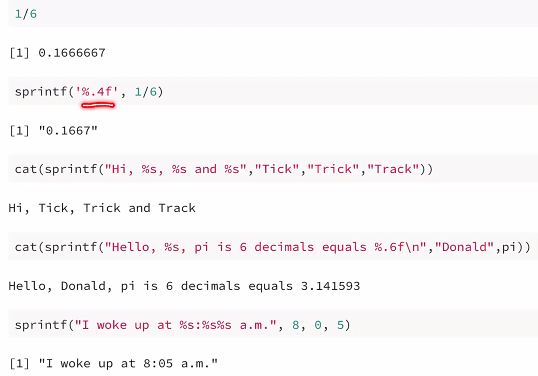 1/6
[1] 0.1666667
sprintf('%.4f', 1/6)
[1] "0.1667"
cat(sprintf("Hi, %s, %s and %s","Tick","Trick","Track"))
Hi, Tick, Trick and Track
cat(sprintf("Hello, %s, pi is 6 decimals equals %.6f\n","Donald",pi))
Hello, Donald, pi is 6 decimals equals 3.141593
sprintf("I woke up at %s:%s%s a.m.", 8, 0, 5)
[1] "I woke up at 8:05 a.m."